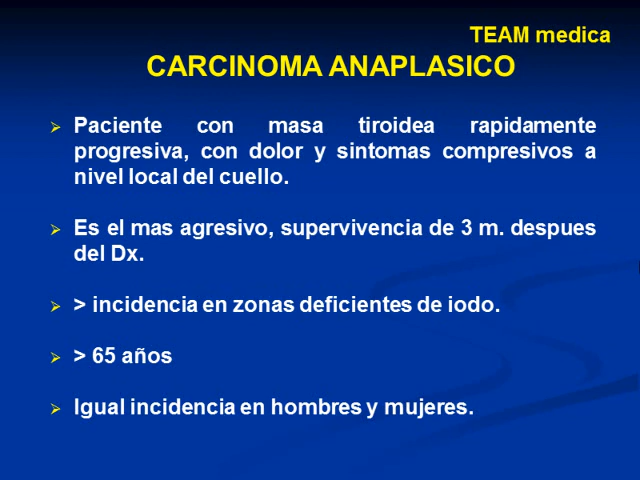 TEAM medica
CARCINOMA ANAPLASICO
Paciente con masa tiroidea rapidamente
progresiva, con dolor y sintomas compresivos a
nivel local del cuello.
Es el mas agresivo, supervivencia de 3 m. despues
del Dx.
> incidencia en zonas deficientes de iodo.
> 65 años
Igual incidencia en hombres y mujeres.